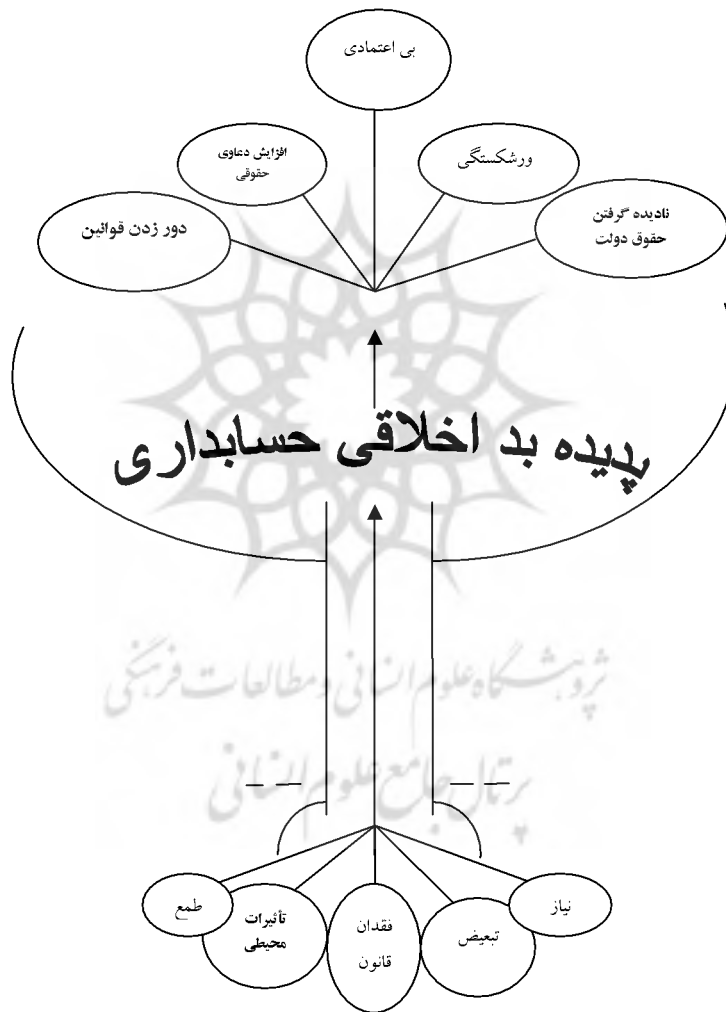 بی اعتمادی
افزایش دعاوی
حقوقی
ورشکستگی
دور زدن قوانین
نادیده گرفتن
حقوق دولت
پدیده بد اخلاقی حسابداری
پژوهشگاه علوم انسانی و مطالعات فرهنگی
پرتال جامع علوم انسانی
نیاز
تبعیض
فقدان
قانون
تأثیرات
محیطی
طمع